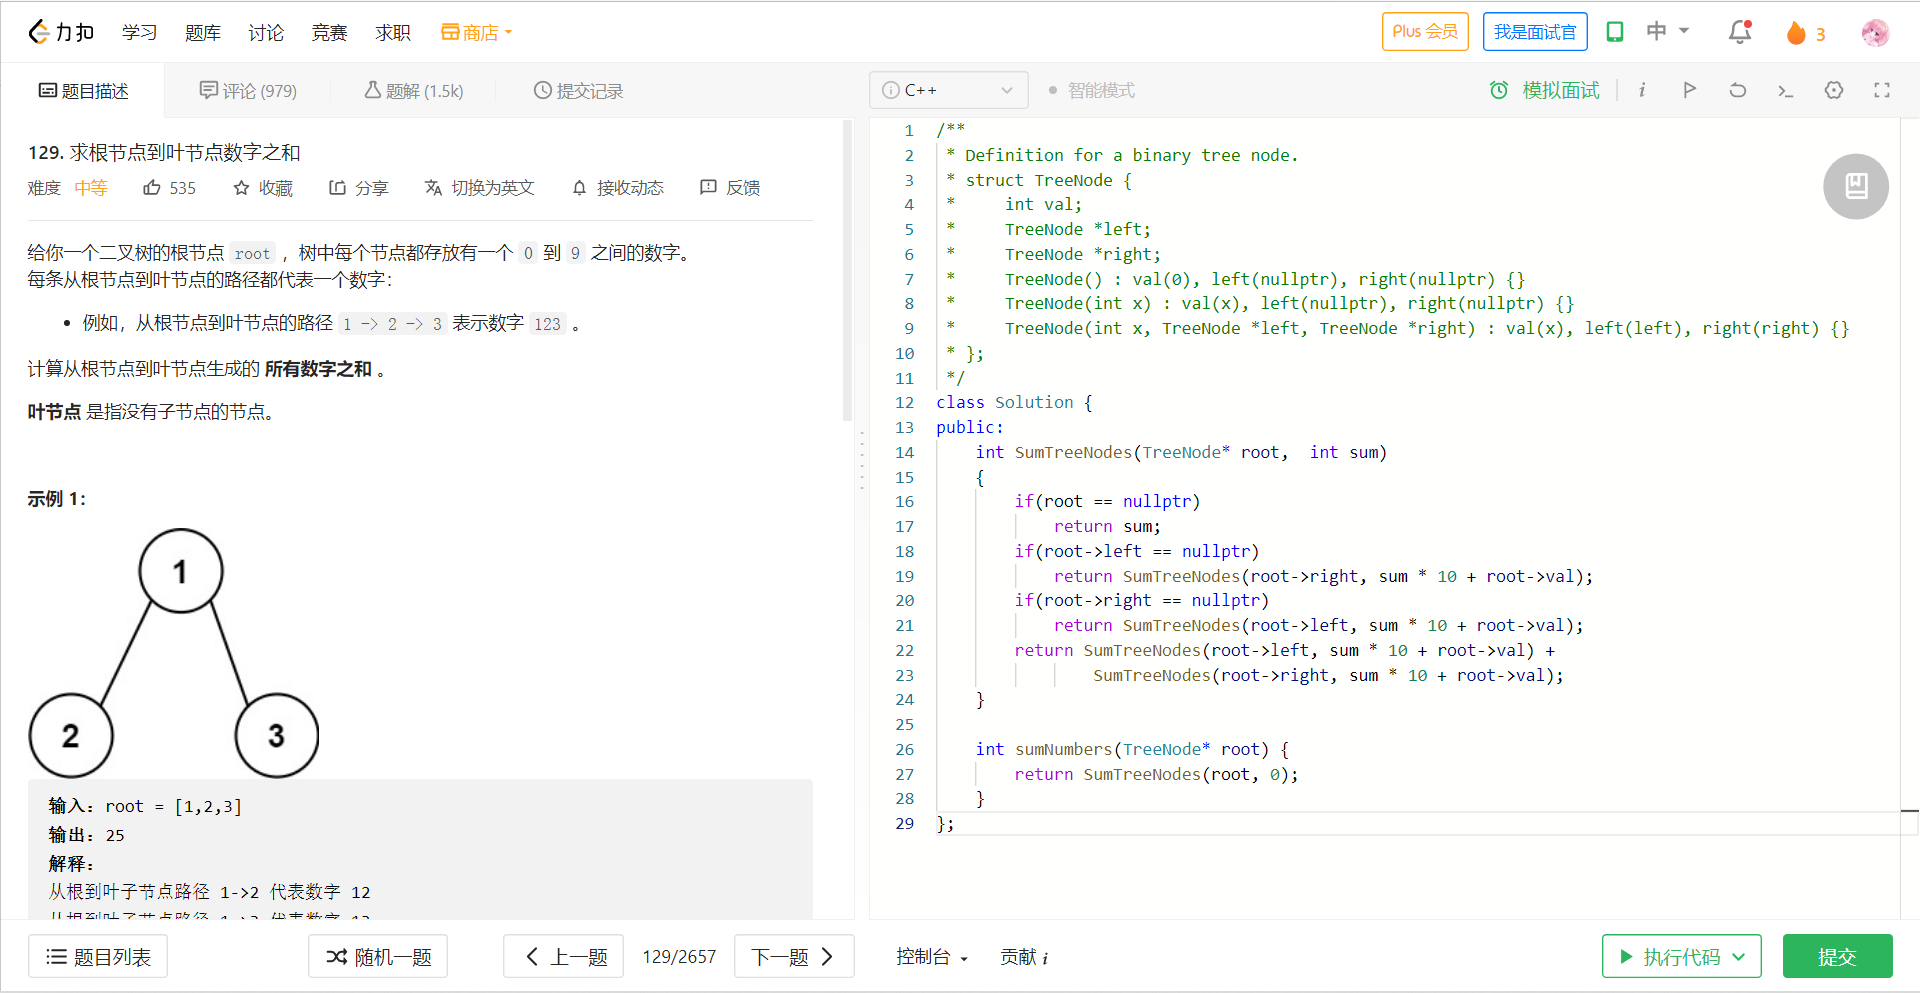 力扣 学习 题库 讨论 竞赛 求职 商店 Plus 会员 我是面试官 中 3
题目描述 评论 (979) 题解 (1.5k) 提交记录
129. 求根节点到叶节点数字之和
难度 中等 535 收藏 分享 切换为英文 接收动态 反馈
给你一个二叉树的根节点 root ，树中每个节点都存放有一个 0 到 9 之间的数字。
每条从根节点到叶节点的路径都代表一个数字：
• 例如，从根节点到叶节点的路径 1 -> 2 -> 3 表示数字 123 。
计算从根节点到叶节点生成的 所有数字之和 。
叶节点 是指没有子节点的节点。
示例 1：
1
2 3
输入：root = [1,2,3]
输出：25
解释：
从根到叶子节点路径 1->2 代表数字 12
从根到叶子节点路径 1->3 代表数字 13
题目列表 随机一题 上一题 129/2657 下一题
C++ 智能模式 模拟面试
1 /**
2 * Definition for a binary tree node.
3 * struct TreeNode {
4 *     int val;
5 *     TreeNode *left;
6 *     TreeNode *right;
7 *     TreeNode() : val(0), left(nullptr), right(nullptr) {}
8 *     TreeNode(int x) : val(x), left(nullptr), right(nullptr) {}
9 *     TreeNode(int x, TreeNode *left, TreeNode *right) : val(x), left(left), right(right) {}
10 * };
11 */
12 class Solution {
13 public:
14     int SumTreeNodes(TreeNode* root,  int sum)
15     {
16         if(root == nullptr)
17             return sum;
18         if(root->left == nullptr)
19             return SumTreeNodes(root->right, sum * 10 + root->val);
20         if(root->right == nullptr)
21             return SumTreeNodes(root->left, sum * 10 + root->val);
22         return SumTreeNodes(root->left, sum * 10 + root->val) +
23                 SumTreeNodes(root->right, sum * 10 + root->val);
24     }
25
26     int sumNumbers(TreeNode* root) {
27         return SumTreeNodes(root, 0);
28     }
29 };
控制台 贡献 i 执行代码 提交